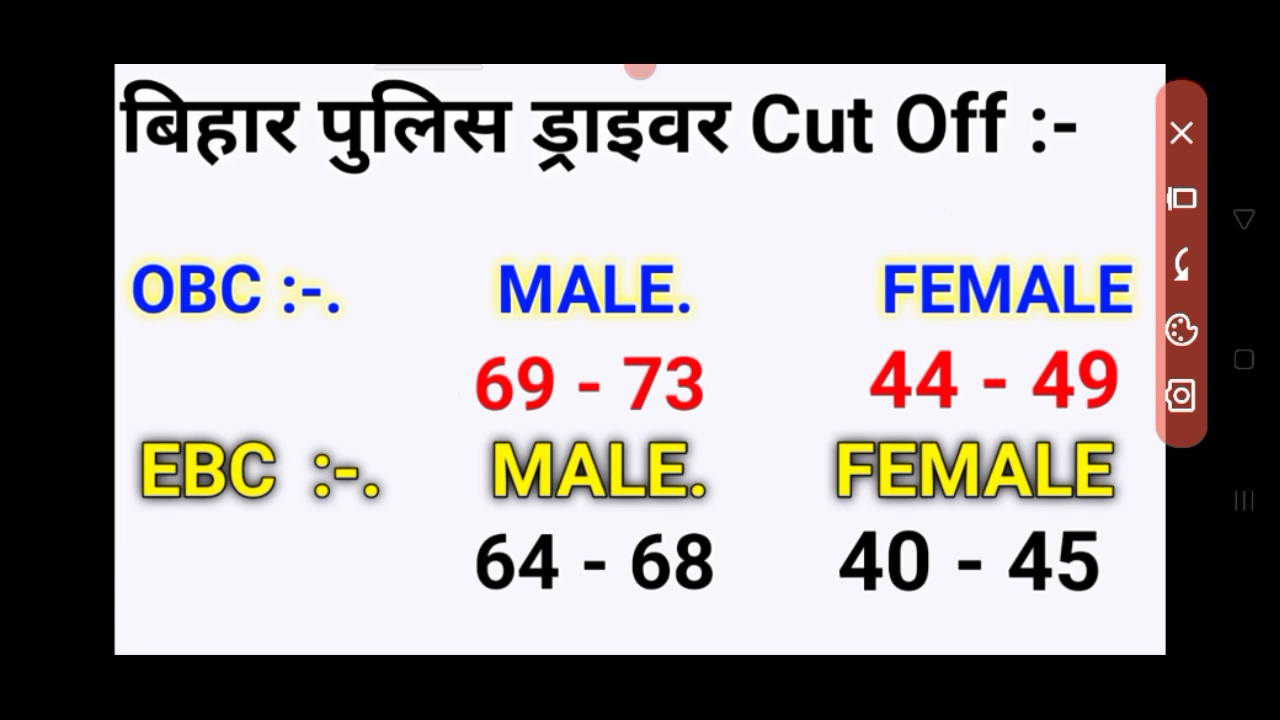 बिहार पुलिस ड्राइवर Cut Off :-
OBC :-. MALE. FEMALE
69 - 73 44 - 49
EBC :-. MALE. FEMALE
64 - 68 40 - 45